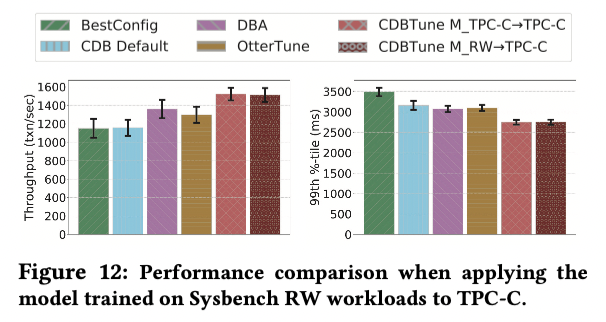 BestConfig DBA CDBTune M_TPC-C→TPC-C
CDB Default OtterTune CDBTune M_RW→TPC-C
Throughput (txn/sec)
1600
1400
1200
1000
800
600
400
200
0
99th %-tile (ms)
3500
3000
2500
2000
1500
1000
500
0
Figure 12: Performance comparison when applying the
model trained on Sysbench RW workloads to TPC-C.